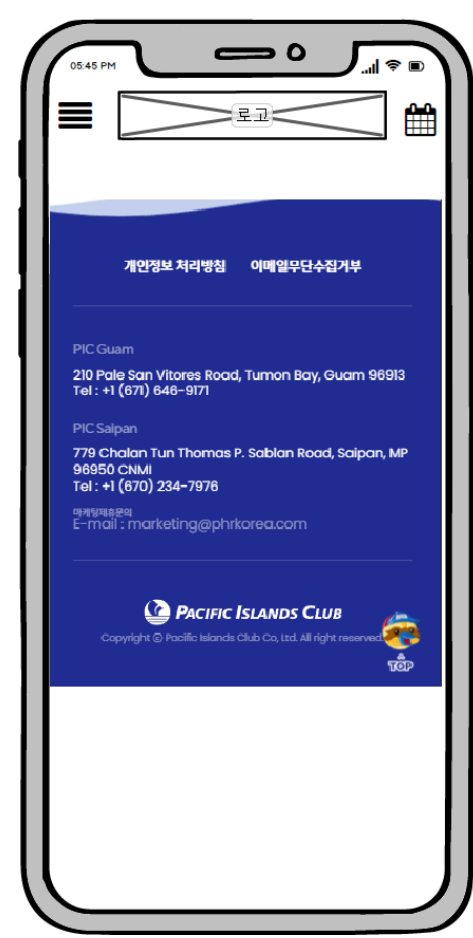 05:45 PM
로고
개인정보 처리방침 이메일무단수집거부
PIC Guam
210 Pale San Vitores Road, Tumon Bay, Guam 96913
Tel : +1 (671) 646-9171
PIC Saipan
779 Chalan Tun Thomas P. Sablan Road, Saipan, MP
96950 CNMI
Tel : +1 (670) 234-7976
마케팅제휴문의
E-mail : marketing@phrkorea.com
PACIFIC ISLANDS CLUB
Copyright © Pacific Islands Club Co, Ltd. All right reserved.
TOP